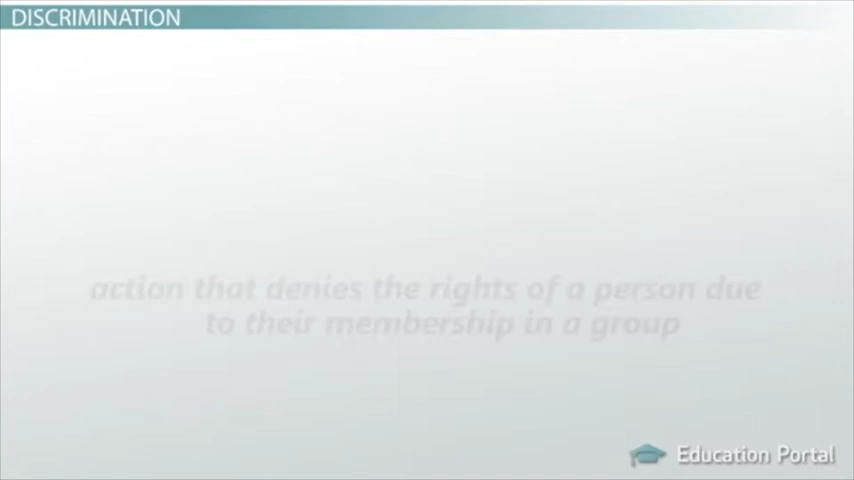 DISCRIMINATION
action that denies the rights of a person due
to their membership in a group
Education Portal